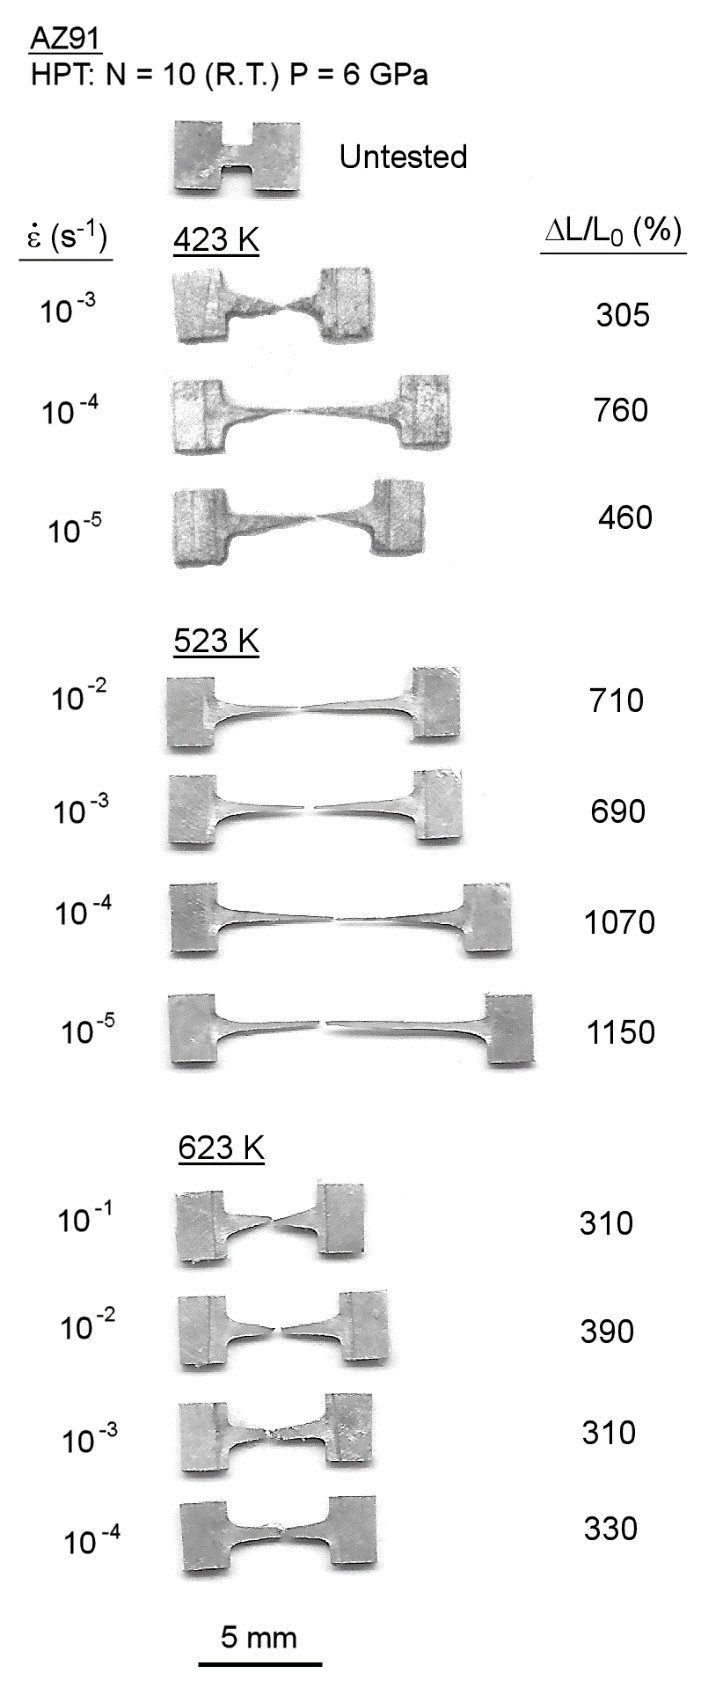 AZ91
HPT: N = 10 (R.T.) P = 6 GPa
Untested
ε̇ (s⁻¹) 423 K ΔL/L₀ (%)
10⁻³ 305
10⁻⁴ 760
10⁻⁵ 460
523 K
10⁻² 710
10⁻³ 690
10⁻⁴ 1070
10⁻⁵ 1150
623 K
10⁻¹ 310
10⁻² 390
10⁻³ 310
10⁻⁴ 330
5 mm